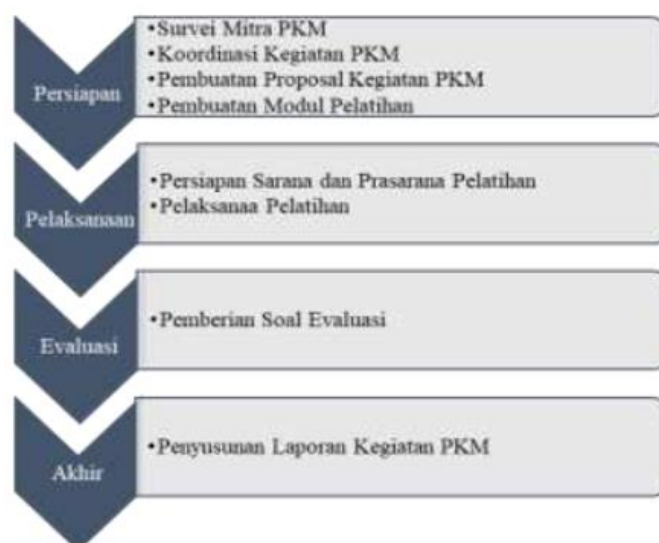 Persiapan
•Survei Mitra PKM
•Koordinasi Kegiatan PKM
•Pembuatan Proposal Kegiatan PKM
•Pembuatan Modul Pelatihan
Pelaksanaan
•Persiapan Sarana dan Prasarana Pelatihan
•Pelaksanaa Pelatihan
Evaluasi
•Pemberian Soal Evaluasi
Akhir
•Penyusunan Laporan Kegiatan PKM